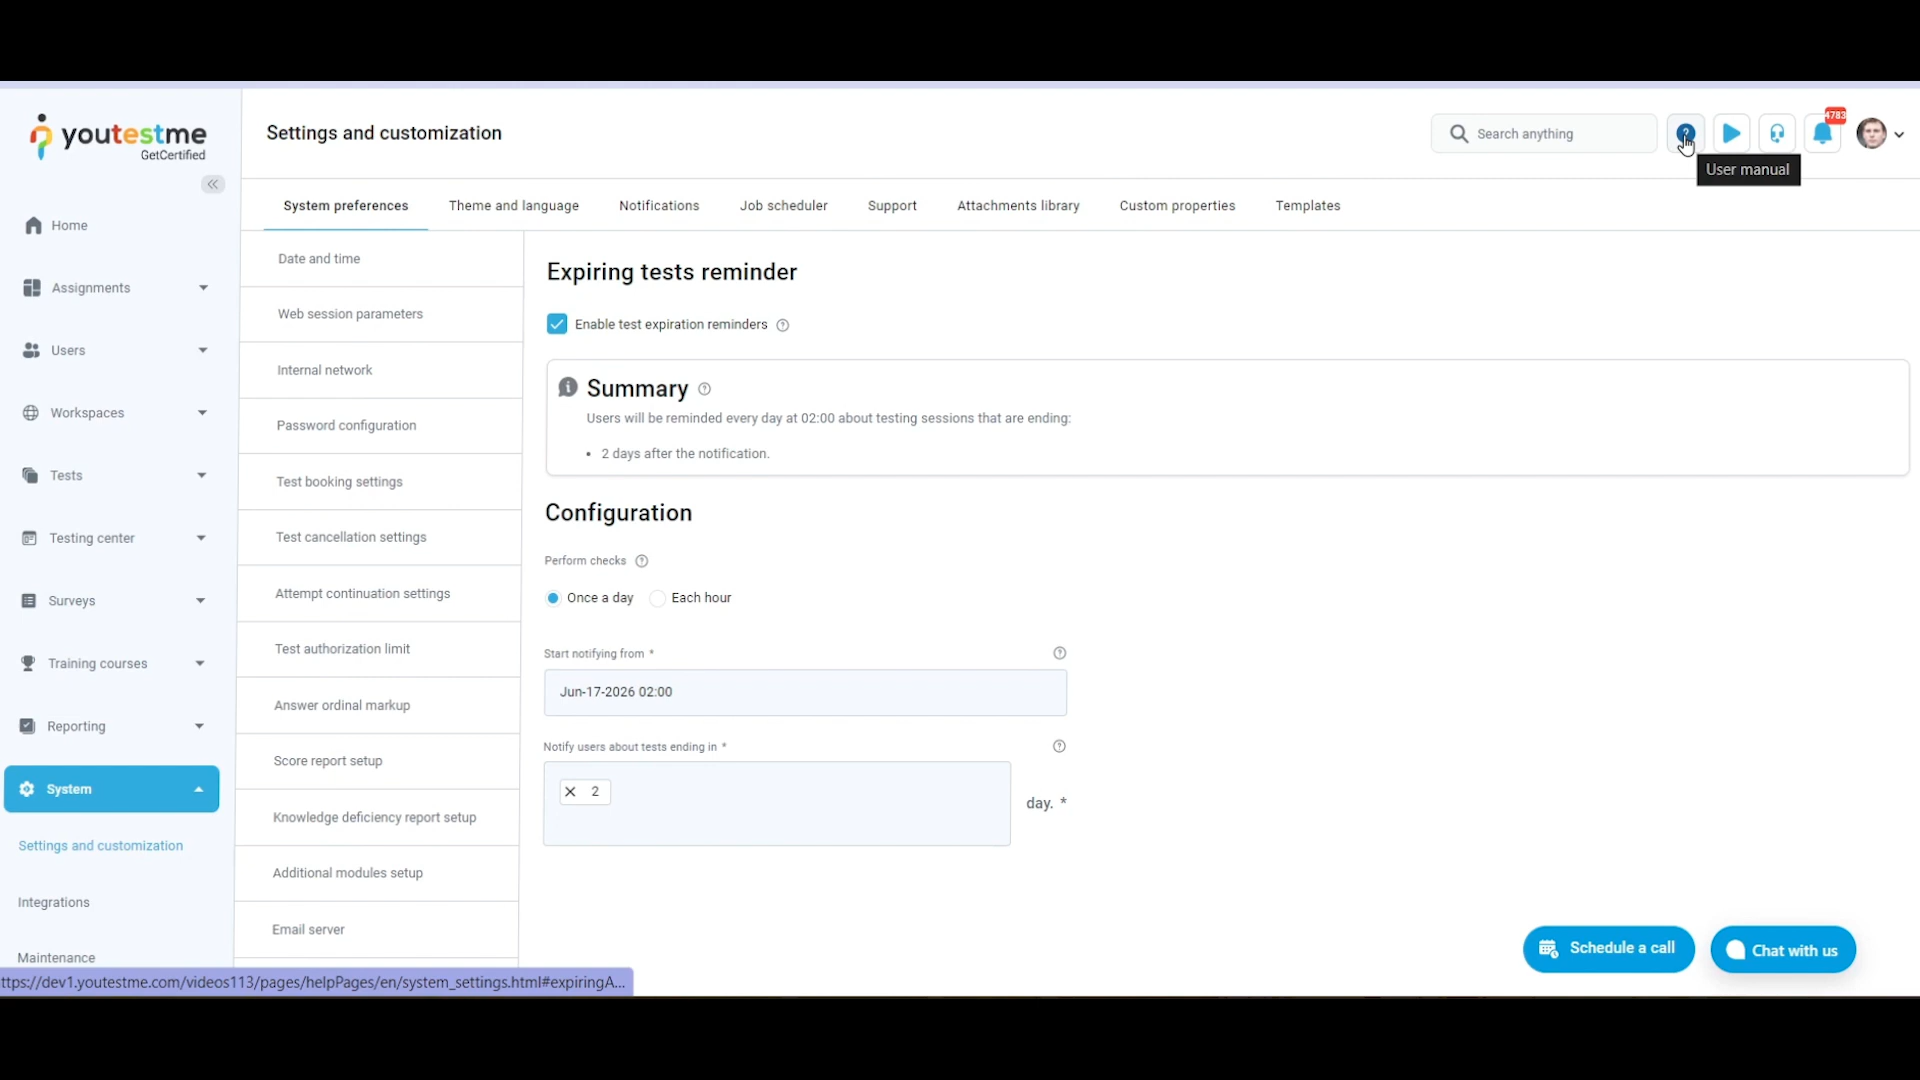 youtestme
GetCertified
Settings and customization
Search anything
?
4783
User manual
Home
Assignments
Users
Workspaces
Tests
Testing center
Surveys
Training courses
Reporting
System
Settings and customization
Integrations
Maintenance
System preferences
Theme and language
Notifications
Job scheduler
Support
Attachments library
Custom properties
Templates
Date and time
Web session parameters
Internal network
Password configuration
Test booking settings
Test cancellation settings
Attempt continuation settings
Test authorization limit
Answer ordinal markup
Score report setup
Knowledge deficiency report setup
Additional modules setup
Email server
Expiring tests reminder
Enable test expiration reminders
Summary
Users will be reminded every day at 02:00 about testing sessions that are ending:
• 2 days after the notification.
Configuration
Perform checks
Once a day Each hour
Start notifying from *
Jun-17-2026 02:00
Notify users about tests ending in *
2
day. *
Schedule a call
Chat with us
ttps://dev1.youtestme.com/videos113/pages/helpPages/en/system_settings.html#expiringA...